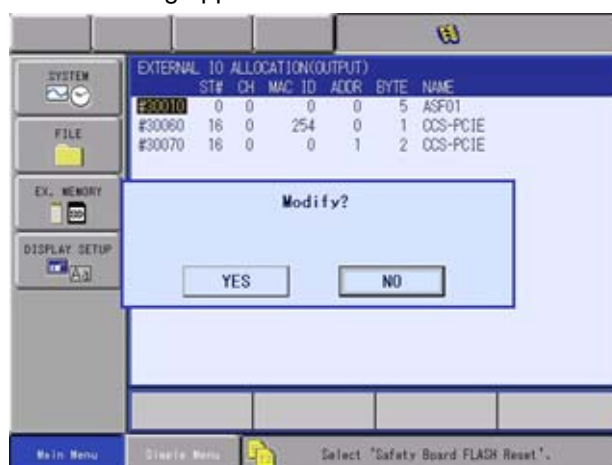 EXTERNAL IO ALLOCATION(OUTPUT)
ST# CH MAC ID ADDR BYTE NAME
#30010 0 0 0 0 5 ASF01
#30060 16 0 254 0 1 CCS-PCIE
#30070 16 0 0 1 2 CCS-PCIE
SYSTEM
FILE
EX. MEMORY
DISPLAY SETUP
Modify?
YES NO
Main Menu Simple Menu Select "Safety Board FLASH Reset".